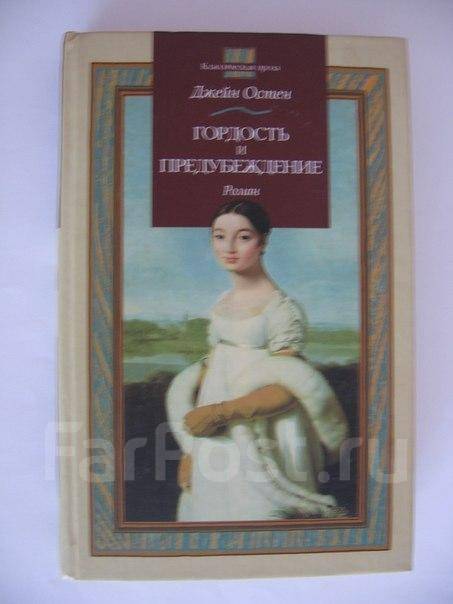 Классическая проза
Джейн Остен
ГОРДОСТЬ
И
ПРЕДУБЕЖДЕНИЕ
Роман
FarPost.ru